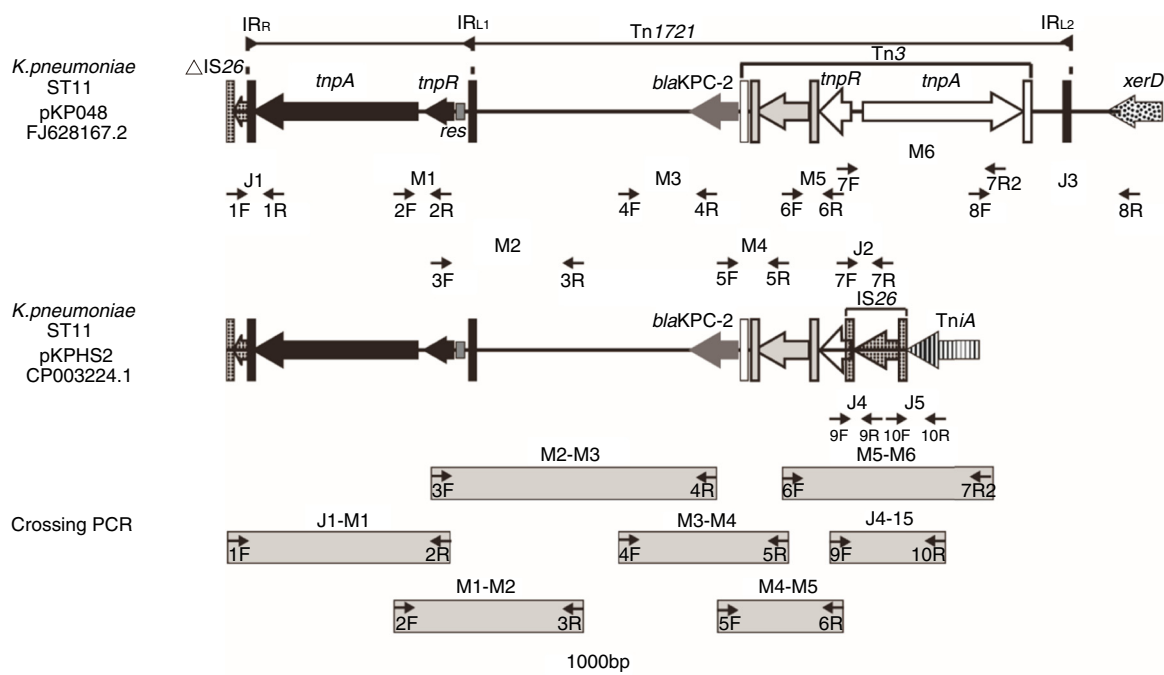 IRR IRL1 Tn1721 IRL2
K.pneumoniae ST11 pKP048 FJ628167.2
△IS26 tnpA tnpR res blaKPC-2 Tn3 tnpR tnpA xerD
J1 M1 M3 M5 M6 J3
1F 1R 2F 2R 4F 4R 6F 6R 7F 7R2 8F 8R
M2 M4 J2
3F 3R 5F 5R 7F 7R
K.pneumoniae ST11 pKPHS2 CP003224.1
blaKPC-2 IS26 TniA
J4 J5
9F 9R 10F 10R
M2-M3 M5-M6
3F 4R 6F 7R2
Crossing PCR
J1-M1 M3-M4 J4-15
1F 2R 4F 5R 9F 10R
M1-M2 M4-M5
2F 3R 5F 6R
1000bp